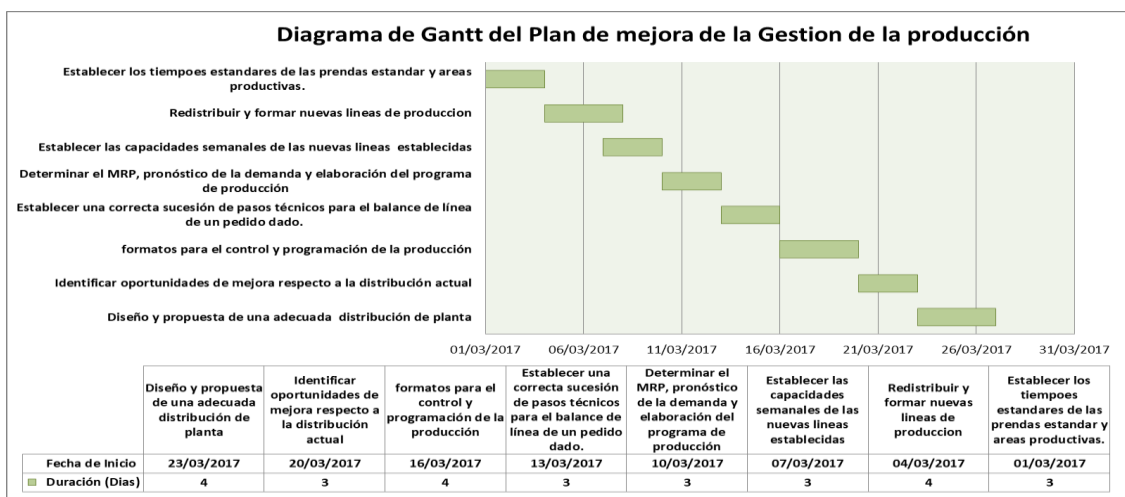 Diagrama de Gantt del Plan de mejora de la Gestion de la producción
Establecer los tiempoes estandares de las prendas estandar y areas
productivas.
Redistribuir y formar nuevas lineas de produccion
Establecer las capacidades semanales de las nuevas lineas establecidas
Determinar el MRP, pronóstico de la demanda y elaboración del programa
de producción
Establecer una correcta sucesión de pasos técnicos para el balance de línea
de un pedido dado.
formatos para el control y programación de la producción
Identificar oportunidades de mejora respecto a la distribución actual
Diseño y propuesta de una adecuada distribución de planta
01/03/2017 06/03/2017 11/03/2017 16/03/2017 21/03/2017 26/03/2017 31/03/2017
Diseño y propuesta
de una adecuada
distribución de
planta
Identificar
oportunidades de
mejora respecto a
la distribución
actual
formatos para el
control y
programación de la
producción
Establecer una
correcta sucesión
de pasos técnicos
para el balance de
línea de un pedido
dado.
Determinar el
MRP, pronóstico
de la demanda y
elaboración del
programa de
producción
Establecer las
capacidades
semanales de las
nuevas lineas
establecidas
Redistribuir y
formar nuevas
lineas de
produccion
Establecer los
tiempoes
estandares de las
prendas estandar y
areas productivas.
Fecha de Inicio 23/03/2017 20/03/2017 16/03/2017 13/03/2017 10/03/2017 07/03/2017 04/03/2017 01/03/2017
Duración (Dias) 4 3 4 3 3 3 4 3